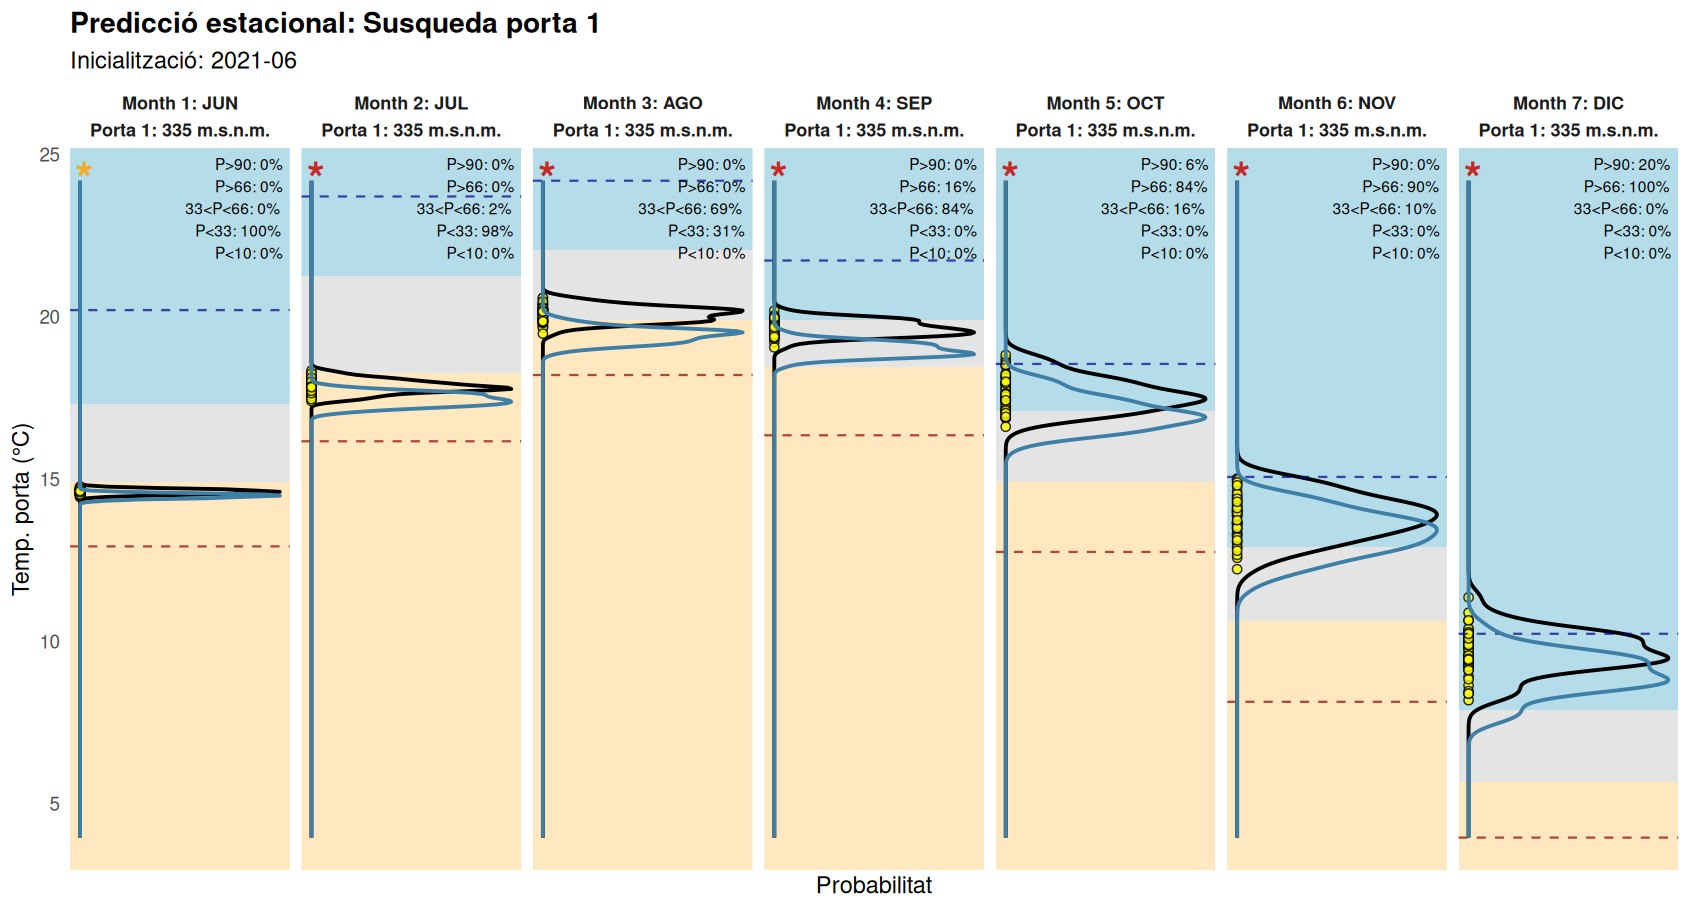 Predicció estacional: Susqueda porta 1
Inicialització: 2021-06
Month 1: JUN
Porta 1: 335 m.s.n.m.
Month 2: JUL
Porta 1: 335 m.s.n.m.
Month 3: AGO
Porta 1: 335 m.s.n.m.
Month 4: SEP
Porta 1: 335 m.s.n.m.
Month 5: OCT
Porta 1: 335 m.s.n.m.
Month 6: NOV
Porta 1: 335 m.s.n.m.
Month 7: DIC
Porta 1: 335 m.s.n.m.
Temp. porta (°C)
25
20
15
10
5
*
P>90: 0%
P>66: 0%
33<P<66: 0%
P<33: 100%
P<10: 0%
*
P>90: 0%
P>66: 0%
33<P<66: 2%
P<33: 98%
P<10: 0%
*
P>90: 0%
P>66: 0%
33<P<66: 69%
P<33: 31%
P<10: 0%
*
P>90: 0%
P>66: 16%
33<P<66: 84%
P<33: 0%
P<10: 0%
*
P>90: 6%
P>66: 84%
33<P<66: 16%
P<33: 0%
P<10: 0%
*
P>90: 0%
P>66: 90%
33<P<66: 10%
P<33: 0%
P<10: 0%
*
P>90: 20%
P>66: 100%
33<P<66: 0%
P<33: 0%
P<10: 0%
Probabilitat